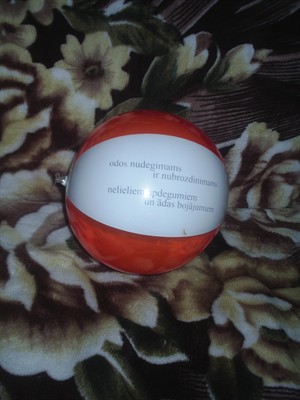 odos nudegimams
ir nubrozdinimams
nelieliem apdegumiem
un ādas bojājumiem